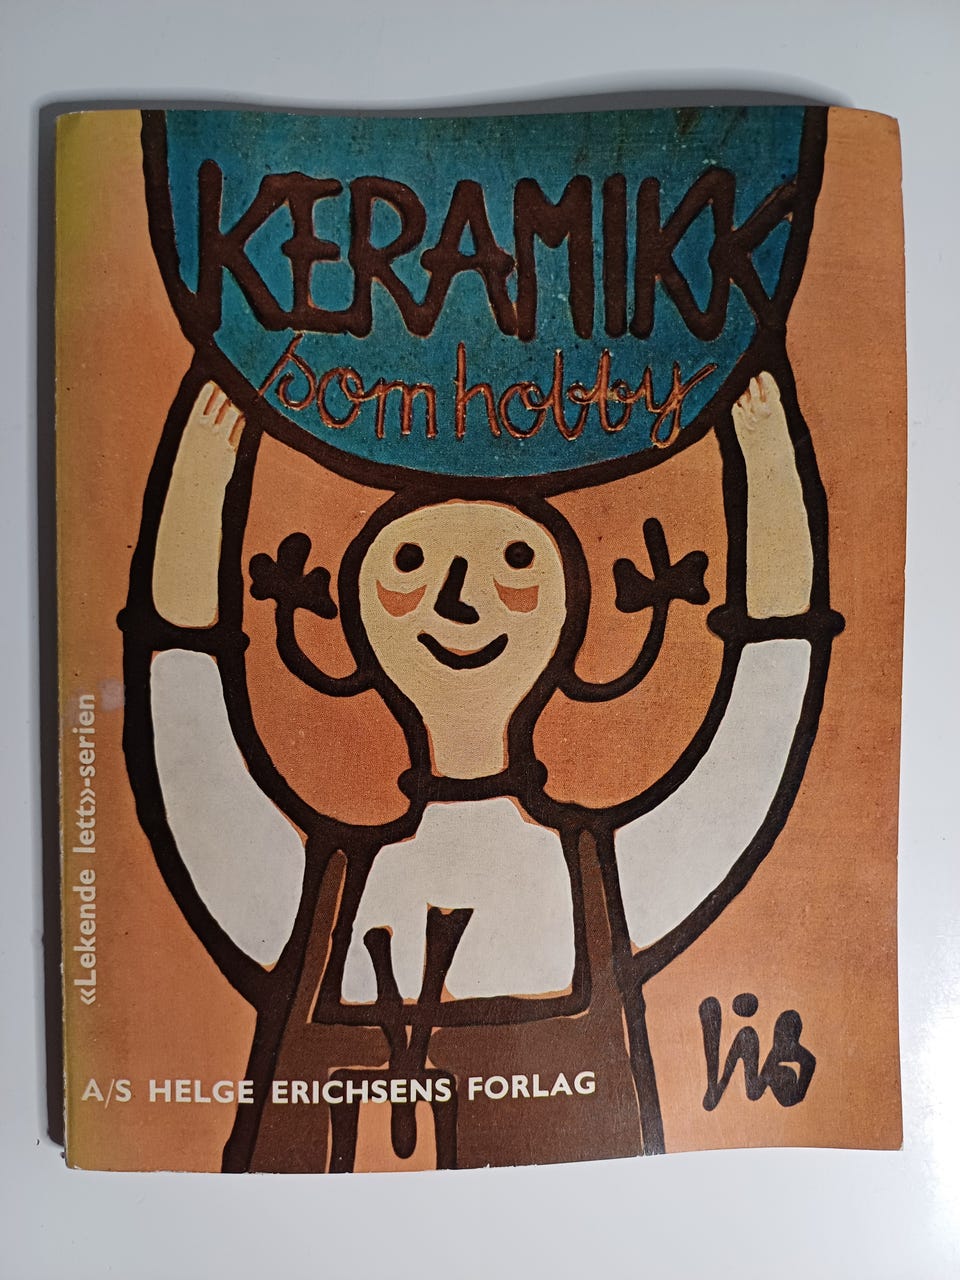 KERAMIKK
som hobby
«Lekende lett»-serien
A/S HELGE ERICHSENS FORLAG
lis